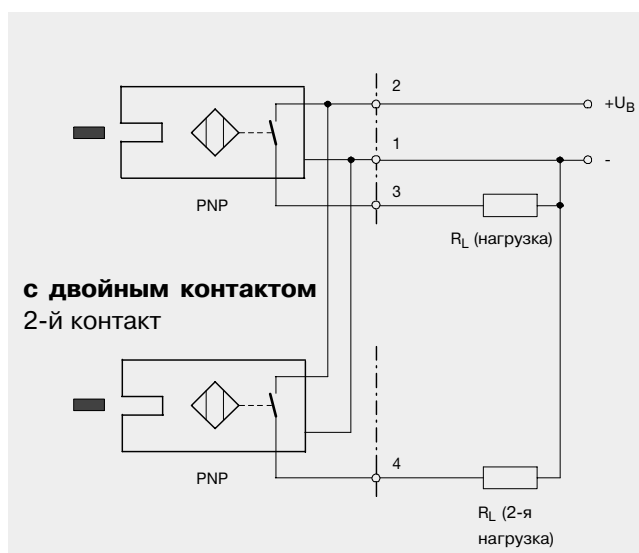 2
+U_B
1
-
3
PNP
R_L (нагрузка)
с двойным контактом
2-й контакт
4
PNP
R_L (2-я
нагрузка)